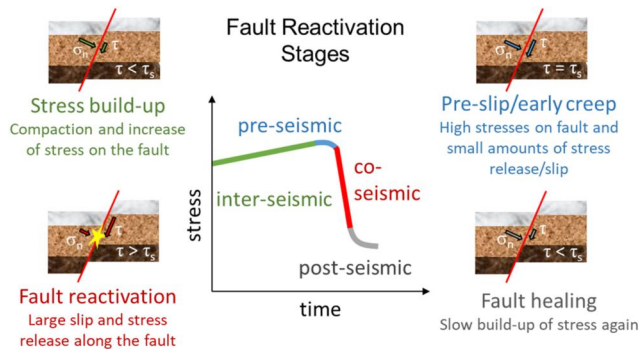 Fault Reactivation
Stages
σn τ
τ < τs
Stress build-up
Compaction and increase
of stress on the fault
σn τ
τ = τs
Pre-slip/early creep
High stresses on fault and
small amounts of stress
release/slip
pre-seismic
co-
seismic
inter-seismic
post-seismic
stress
time
σn τ
τ > τs
Fault reactivation
Large slip and stress
release along the fault
σn τ
τ < τs
Fault healing
Slow build-up of stress again